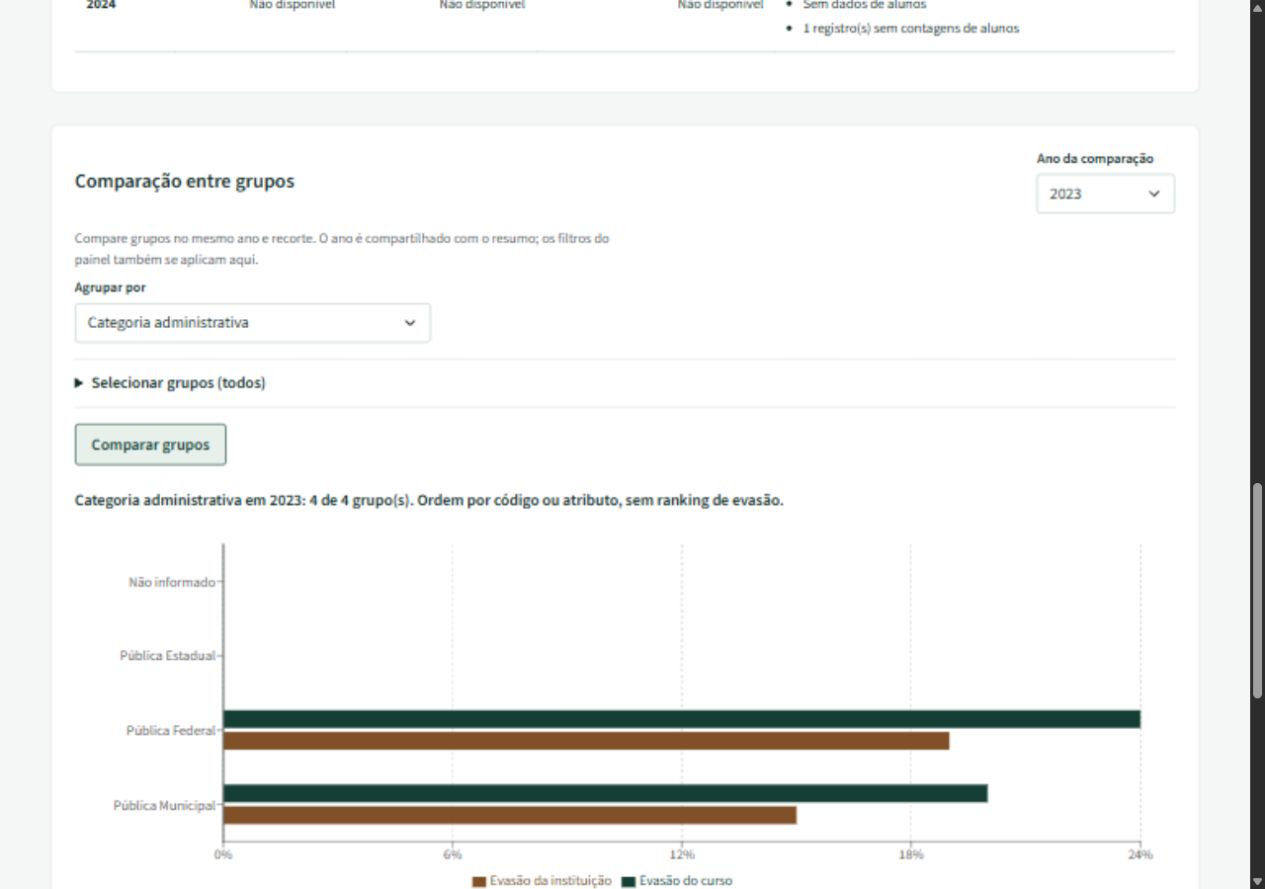 2024 Não disponível Não disponível Não disponível • Sem dados de alunos
• 1 registro(s) sem contagens de alunos
Ano da comparação
Comparação entre grupos
2023
Compare grupos no mesmo ano e recorte. O ano é compartilhado com o resumo; os filtros do
painel também se aplicam aqui.
Agrupar por
Categoria administrativa
Selecionar grupos (todos)
Comparar grupos
Categoria administrativa em 2023: 4 de 4 grupo(s). Ordem por código ou atributo, sem ranking de evasão.
Não informado
Pública Estadual
Pública Federal
Pública Municipal
0% 6% 12% 18% 24%
Evasão da instituição Evasão do curso